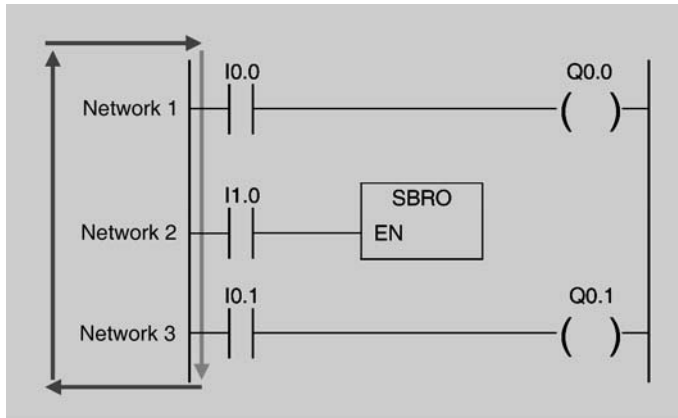 I0.0
Q0.0
Network 1
I1.0
SBRO
Network 2
EN
I0.1
Q0.1
Network 3